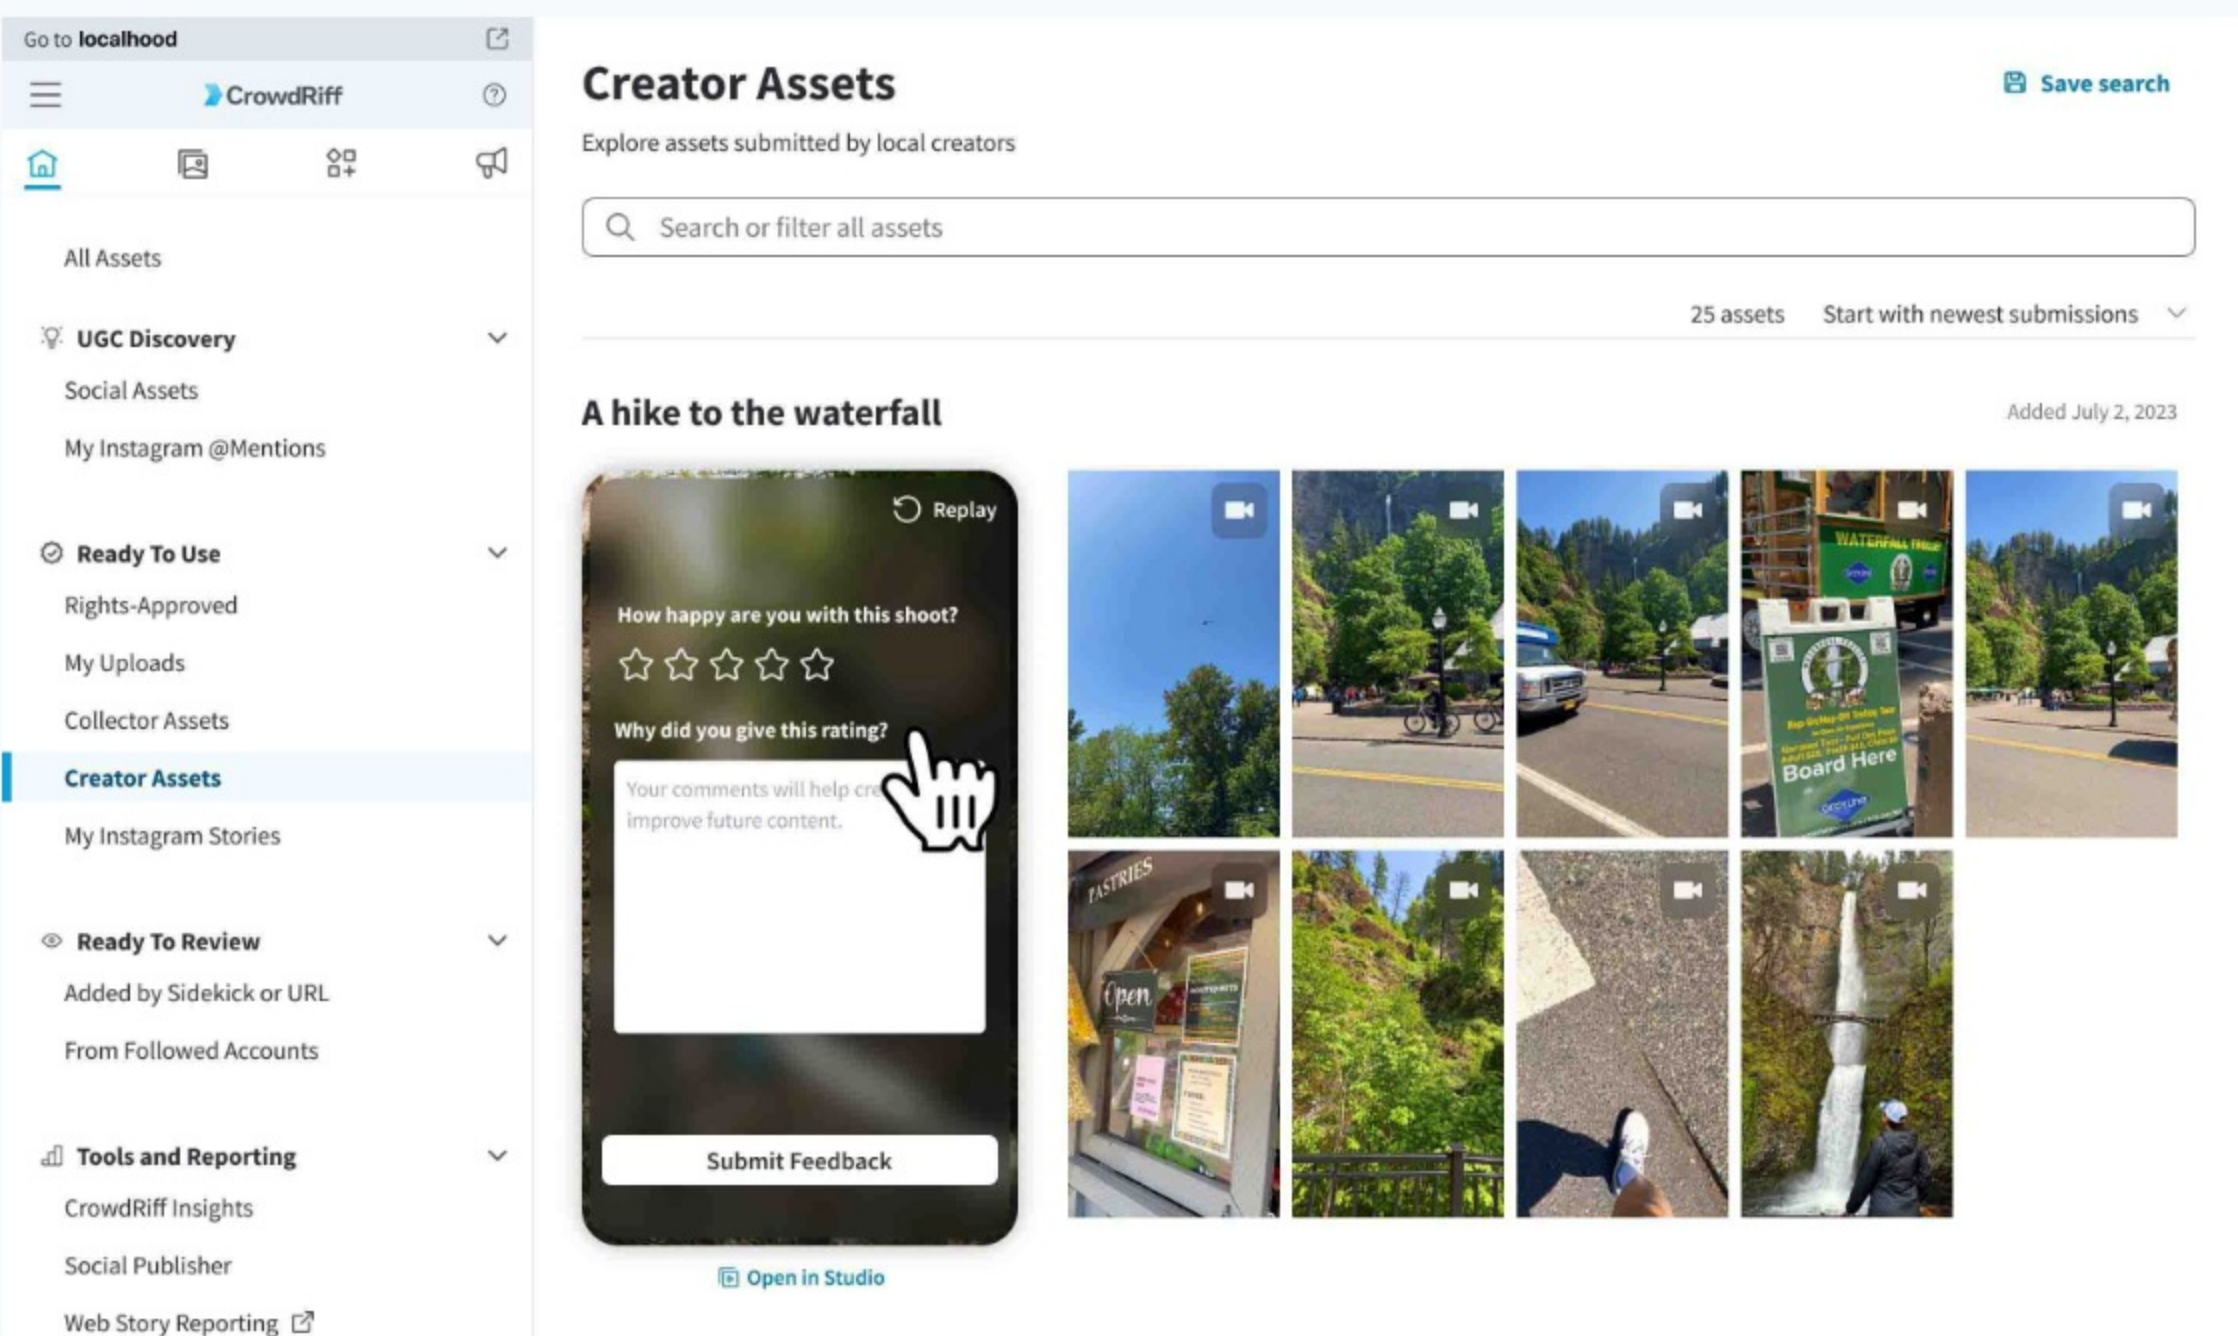 Go to localhood
CrowdRiff
All Assets
UGC Discovery
Social Assets
My Instagram @Mentions
Ready To Use
Rights-Approved
My Uploads
Collector Assets
Creator Assets
My Instagram Stories
Ready To Review
Added by Sidekick or URL
From Followed Accounts
Tools and Reporting
CrowdRiff Insights
Social Publisher
Web Story Reporting
Creator Assets
Save search
Explore assets submitted by local creators
Search or filter all assets
25 assets Start with newest submissions
A hike to the waterfall
Added July 2, 2023
Replay
How happy are you with this shoot?
Why did you give this rating?
Your comments will help
improve future content.
Submit Feedback
Open in Studio
WATERFALL
Board Here
PASTRIES
Open